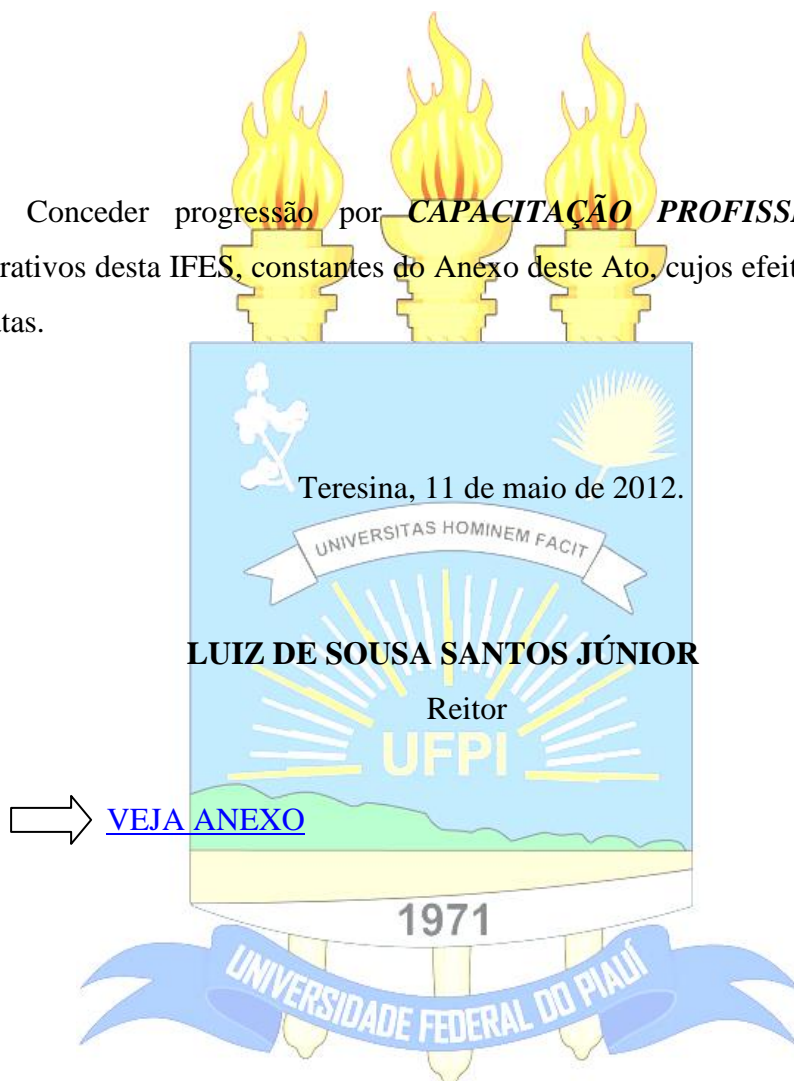 Conceder progressão por CAPACITAÇÃO PROFISS
rativos desta IFES, constantes do Anexo deste Ato, cujos efeit
tas.
Teresina, 11 de maio de 2012.
UNIVERSITAS HOMINEM FACIT
LUIZ DE SOUSA SANTOS JÚNIOR
Reitor
UFPI
VEJA ANEXO
1971
UNIVERSIDADE FEDERAL DO PIAUÍ